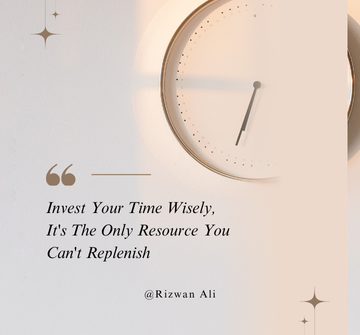 Invest Your Time Wisely,
It's The Only Resource You
Can't Replenish
@Rizwan Ali